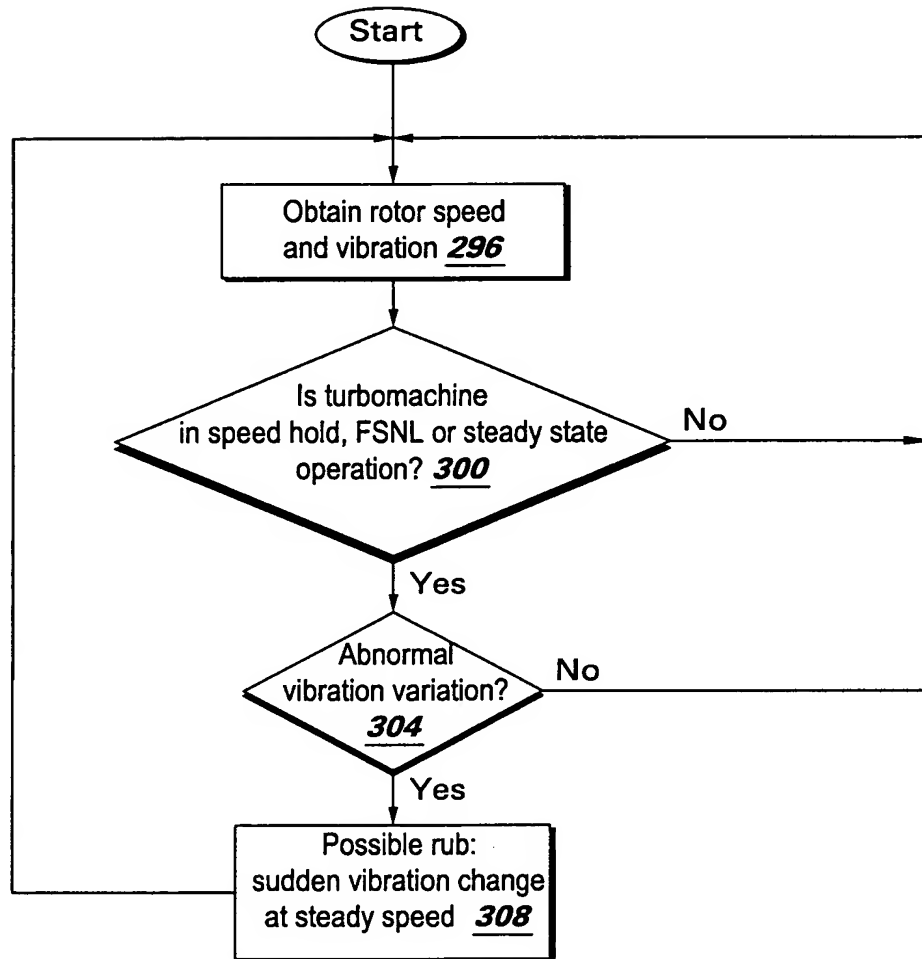 Start
Obtain rotor speed
and vibration 296
Is turbomachine
in speed hold, FSNL or steady state
operation? 300
No
Yes
Abnormal
vibration variation?
304
No
Yes
Possible rub:
sudden vibration change
at steady speed 308